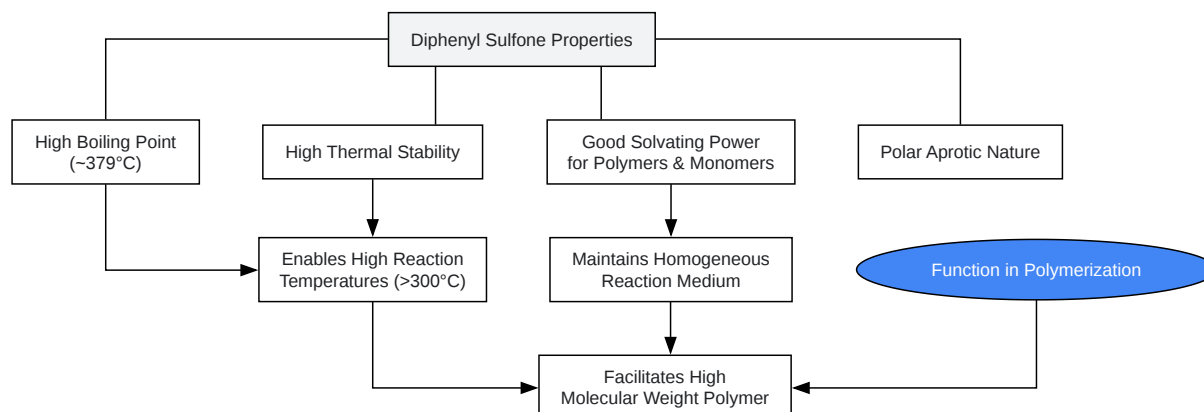 Diphenyl Sulfone Properties
High Boiling Point
(~379°C)
High Thermal Stability
Good Solvating Power
for Polymers & Monomers
Polar Aprotic Nature
Enables High Reaction
Temperatures (>300°C)
Maintains Homogeneous
Reaction Medium
Function in Polymerization
Facilitates High
Molecular Weight Polymer